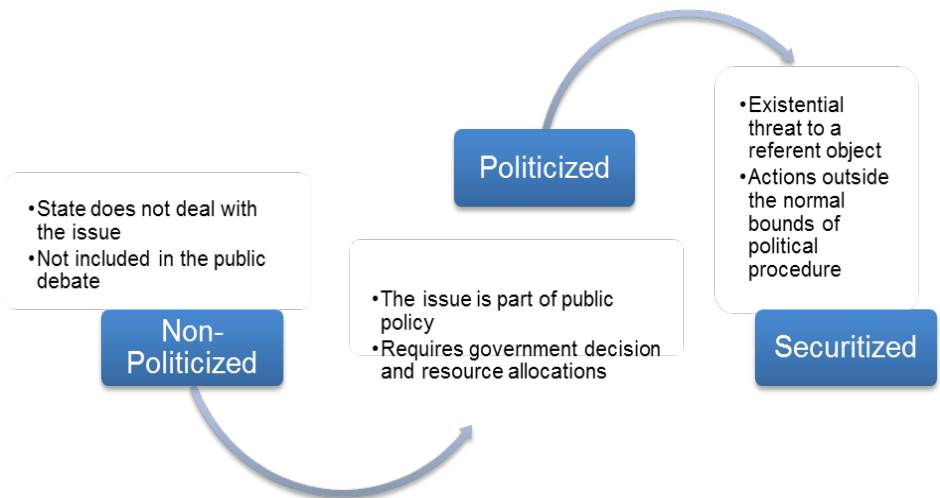 •State does not deal with
the issue
•Not included in the public
debate
Non-
Politicized
Politicized
•The issue is part of public
policy
•Requires government decision
and resource allocations
•Existential
threat to a
referent object
•Actions outside
the normal
bounds of
political
procedure
Securitized